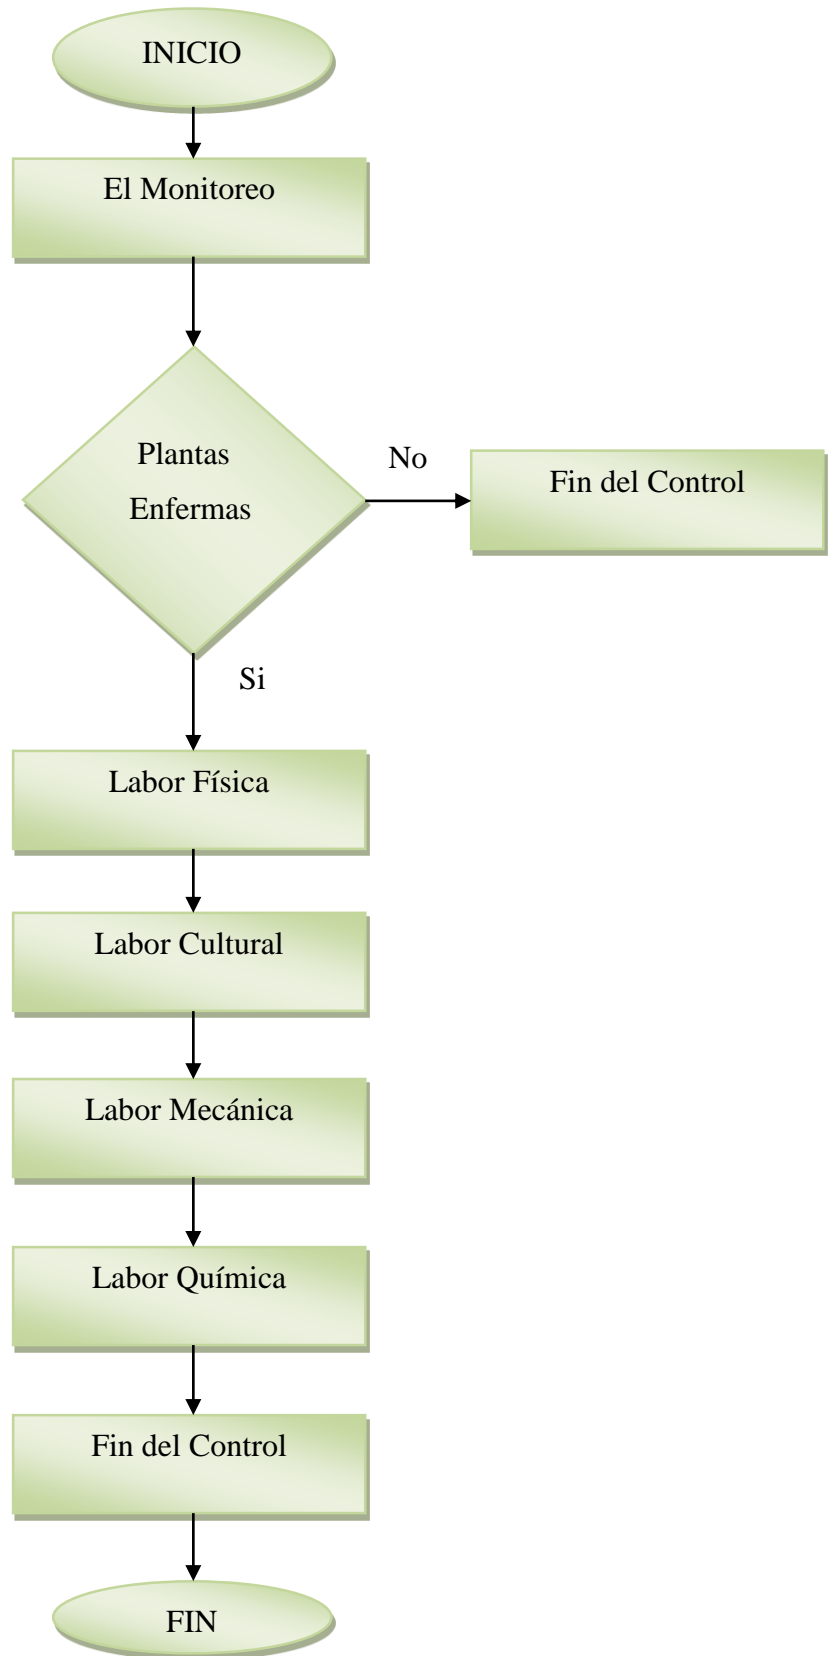 INICIO
El Monitoreo
Plantas
Enfermas
No
Fin del Control
Si
Labor Física
Labor Cultural
Labor Mecánica
Labor Química
Fin del Control
FIN